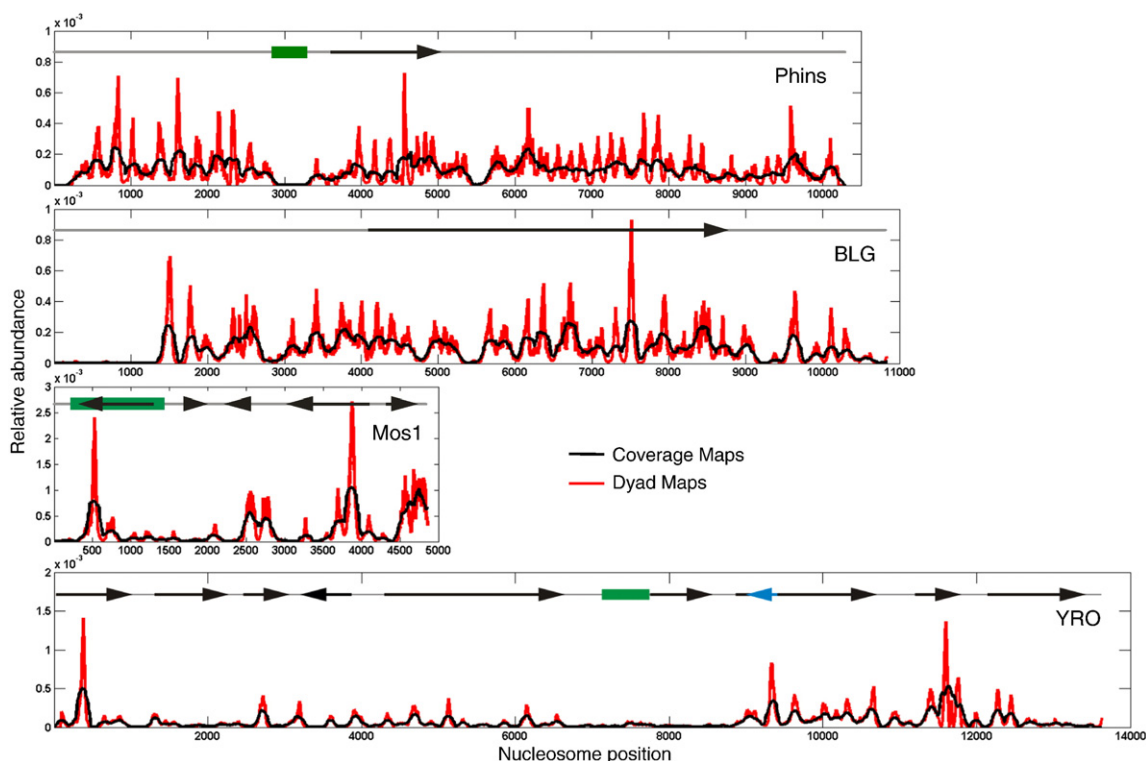 x 10⁻³
1
0.8
0.6
0.4
0.2
0
Phins
1000 2000 3000 4000 5000 6000 7000 8000 9000 10000
x 10⁻³
1
0.8
0.6
0.4
0.2
0
BLG
1000 2000 3000 4000 5000 6000 7000 8000 9000 10000 11000
Relative abundance
x 10⁻³
3
2.5
2
1.5
1
0.5
0
Mos1
500 1000 1500 2000 2500 3000 3500 4000 4500 5000
Coverage Maps
Dyad Maps
x 10⁻³
2
1.5
1
0.5
0
YRO
2000 4000 6000 8000 10000 12000 14000
Nucleosome position